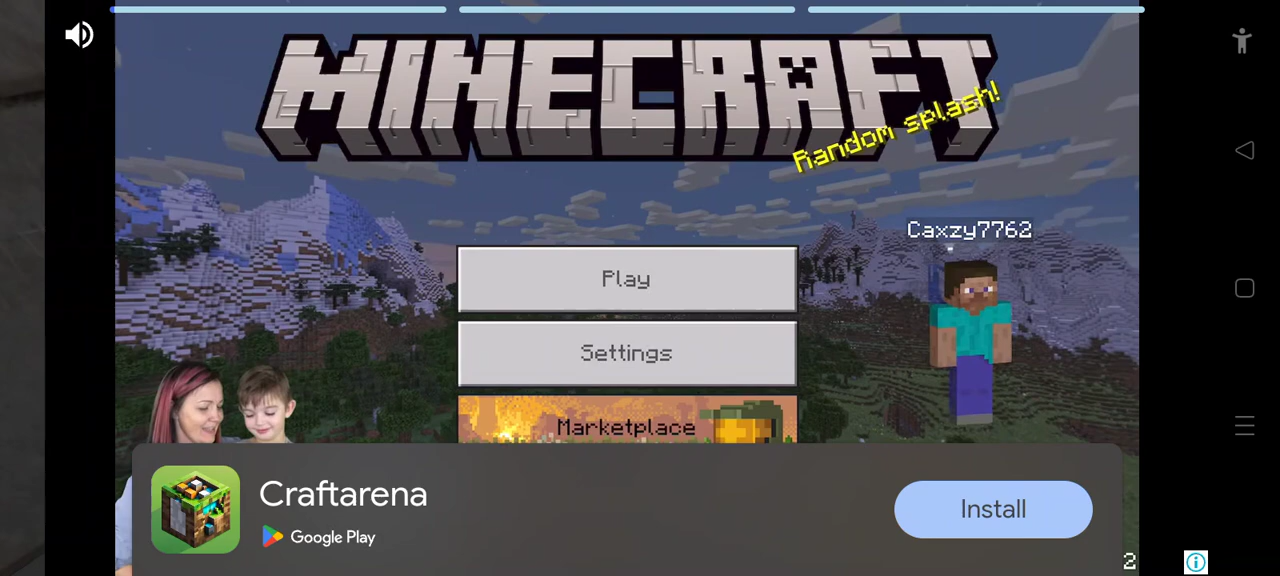 MINECRAFT
Random splash!
Caxzy7762
Play
Settings
Marketplace
Craftarena
Google Play
Install
2